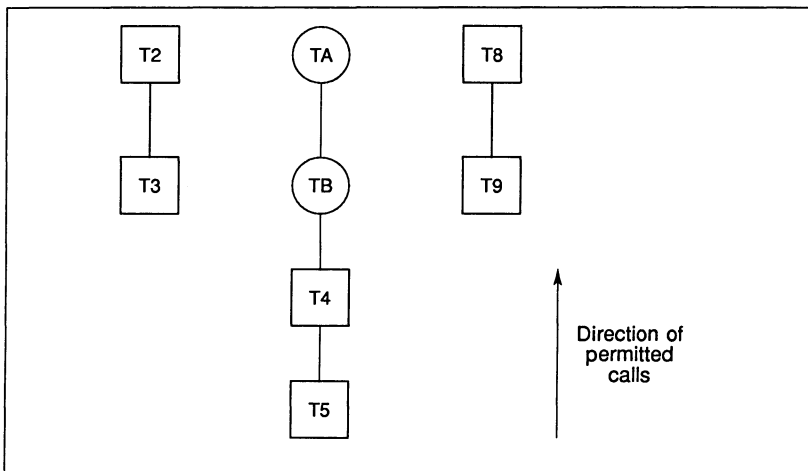 T2
TA
T8
T3
TB
T9
T4
T5
Direction of
permitted
calls